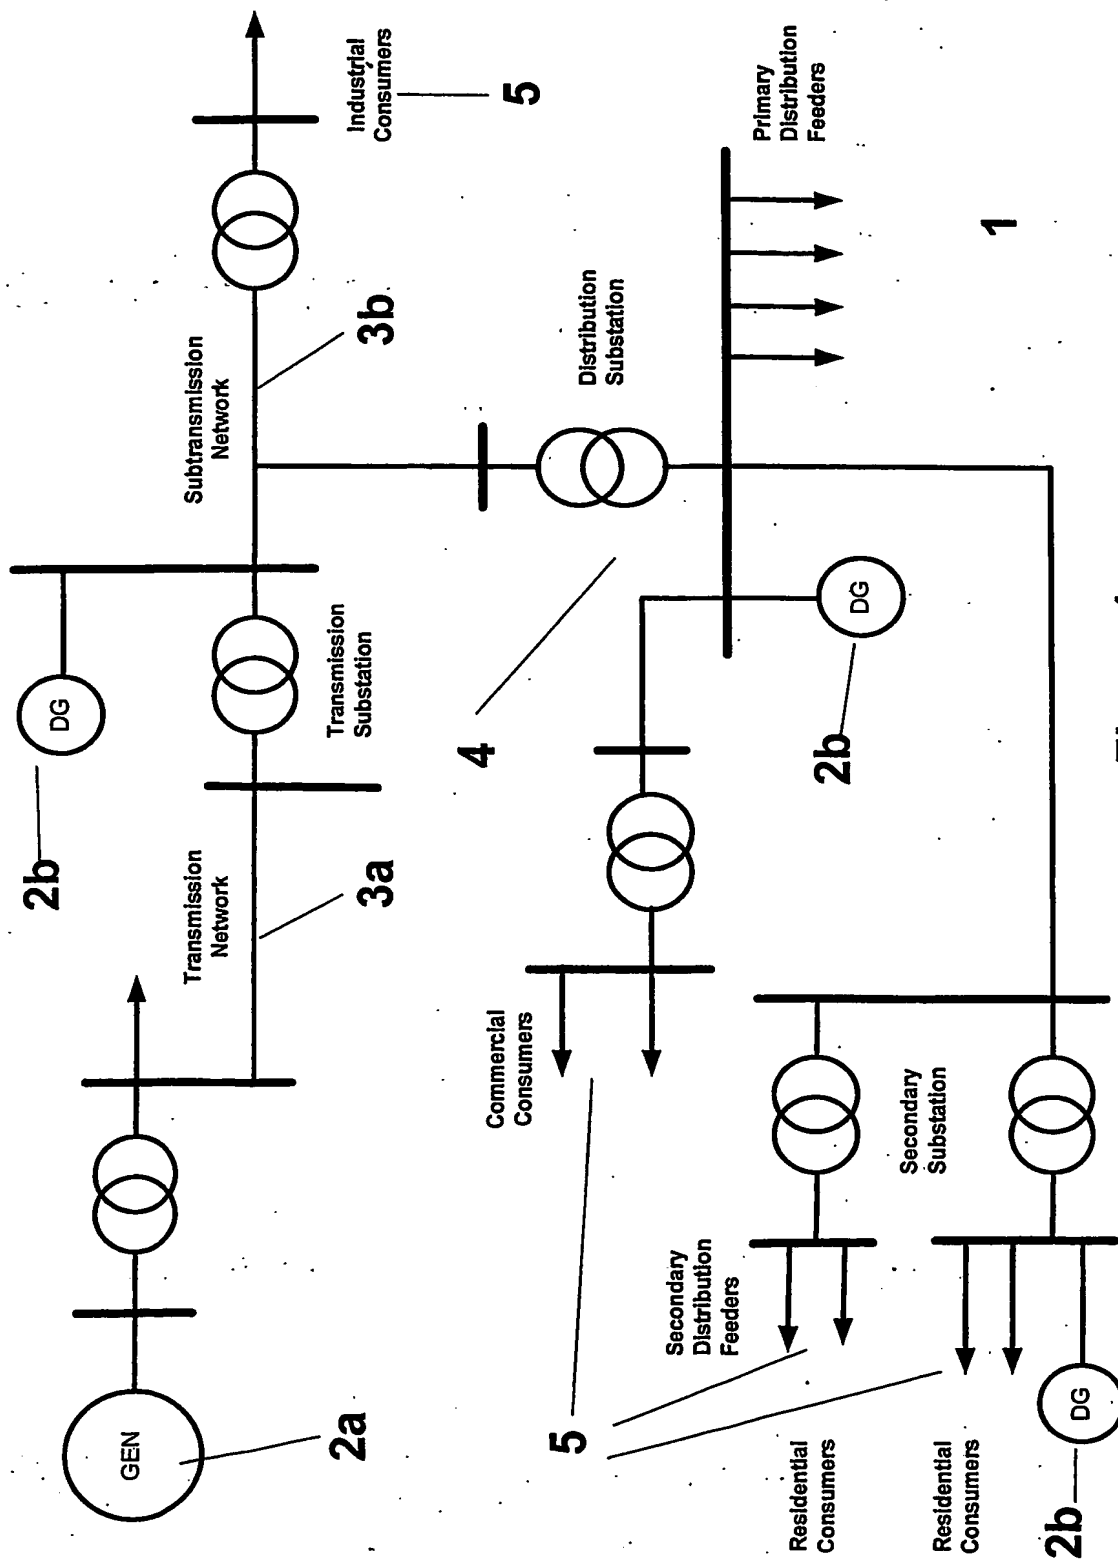 2b
DG
GEN
Transmission
Network
Subtransmission
Network
2a
3a
Transmission
Substation
3b
Industrial
Consumers
4
Commercial
Consumers
5
5
Distribution
Substation
Secondary
Distribution
Feeders
Primary
Distribution
Feeders
Residential
Consumers
2b
DG
Secondary
Substation
Residential
Consumers
1
2b
DG